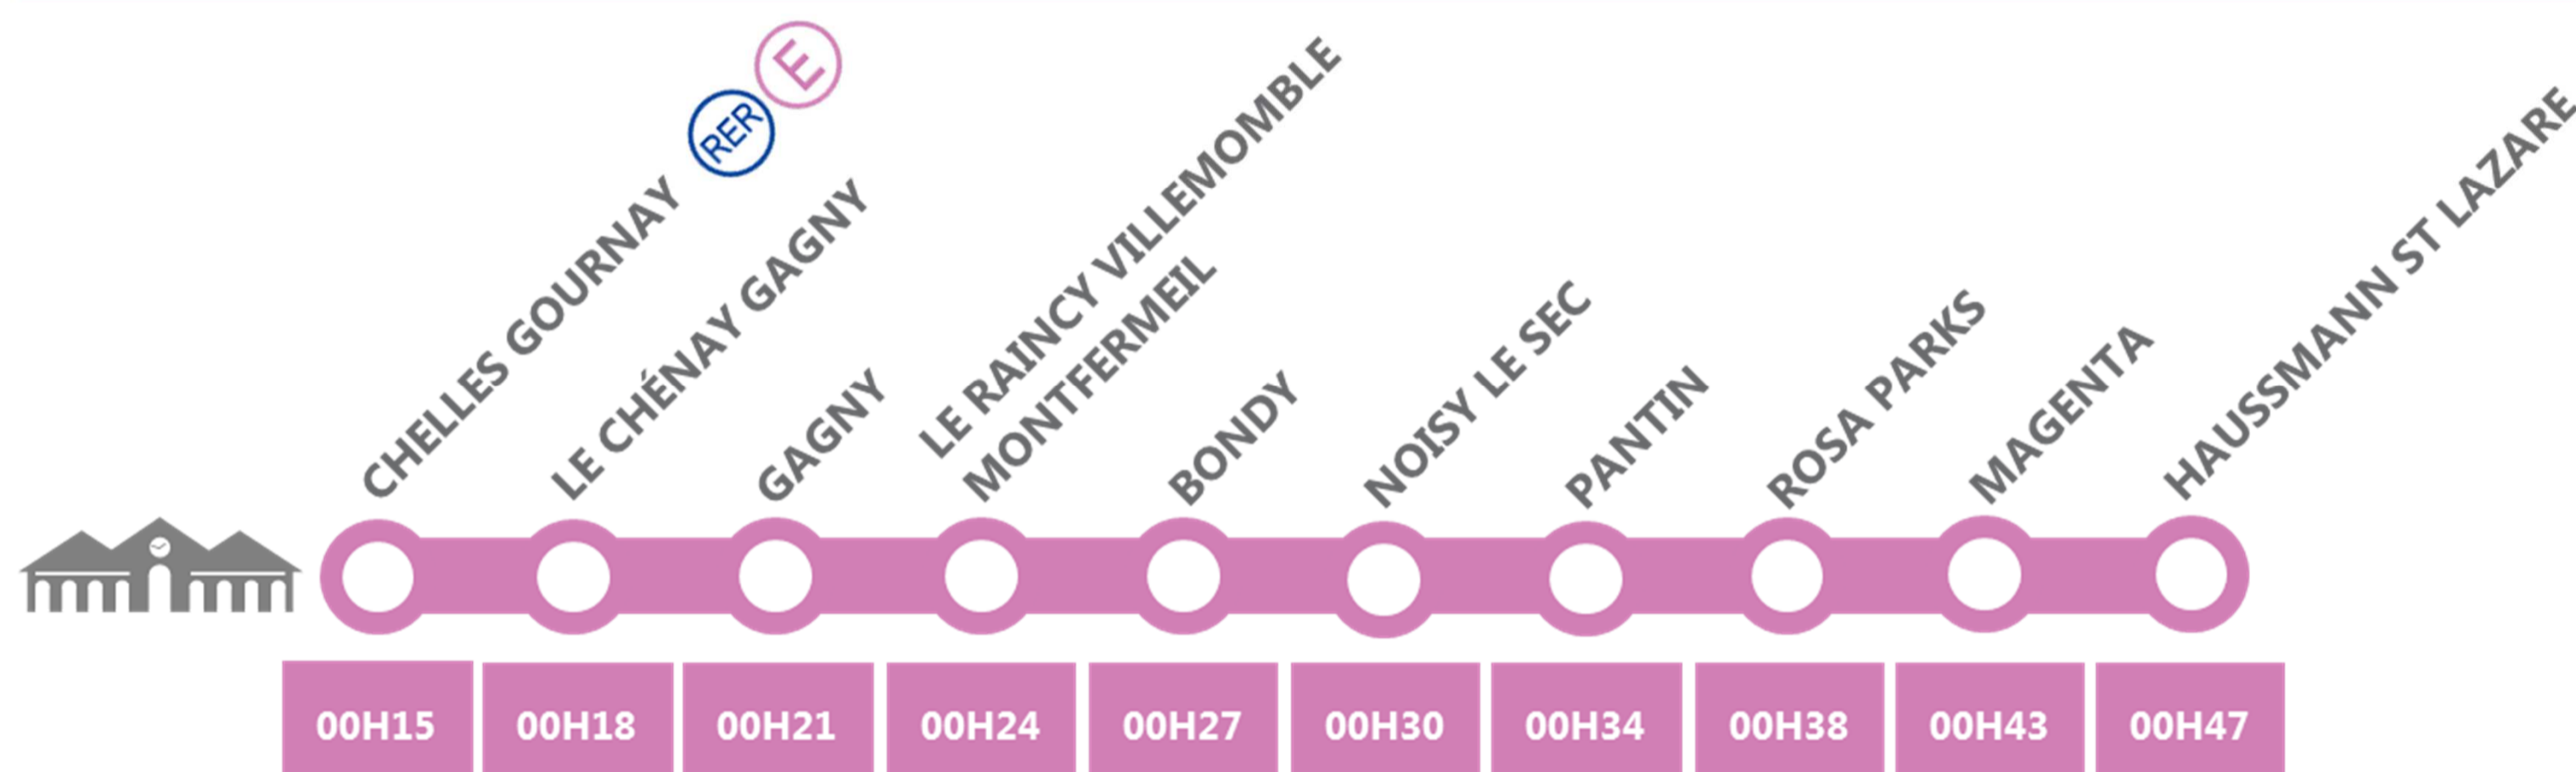 CHELLES GOURNAY RER E
LE CHÉNAY GAGNY
GAGNY
LE RAINCY VILLEMOMBLE
MONTFERMEIL
BONDY
NOISY LE SEC
PANTIN
ROSA PARKS
MAGENTA
HAUSSMANN ST LAZARE
00H15 00H18 00H21 00H24 00H27 00H30 00H34 00H38 00H43 00H47